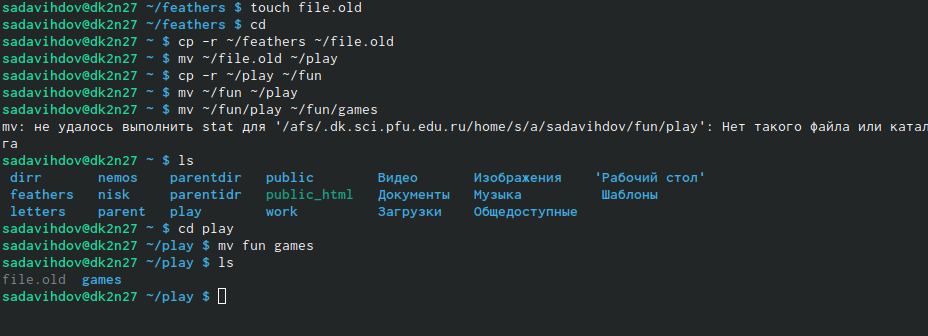 sadavihdov@dk2n27 ~/feathers $ touch file.old
sadavihdov@dk2n27 ~/feathers $ cd
sadavihdov@dk2n27 ~ $ cp -r ~/feathers ~/file.old
sadavihdov@dk2n27 ~ $ mv ~/file.old ~/play
sadavihdov@dk2n27 ~ $ cp -r ~/play ~/fun
sadavihdov@dk2n27 ~ $ mv ~/fun ~/play
sadavihdov@dk2n27 ~ $ mv ~/fun/play ~/fun/games
mv: не удалось выполнить stat для '/afs/.dk.sci.pfu.edu.ru/home/s/a/sadavihdov/fun/play': Нет такого файла или катал
га
sadavihdov@dk2n27 ~ $ ls
dirr nemos parentdir public Видео Изображения 'Рабочий стол'
feathers nisk parentidr public_html Документы Музыка Шаблоны
letters parent play work Загрузки Общедоступные
sadavihdov@dk2n27 ~ $ cd play
sadavihdov@dk2n27 ~/play $ mv fun games
sadavihdov@dk2n27 ~/play $ ls
file.old games
sadavihdov@dk2n27 ~/play $